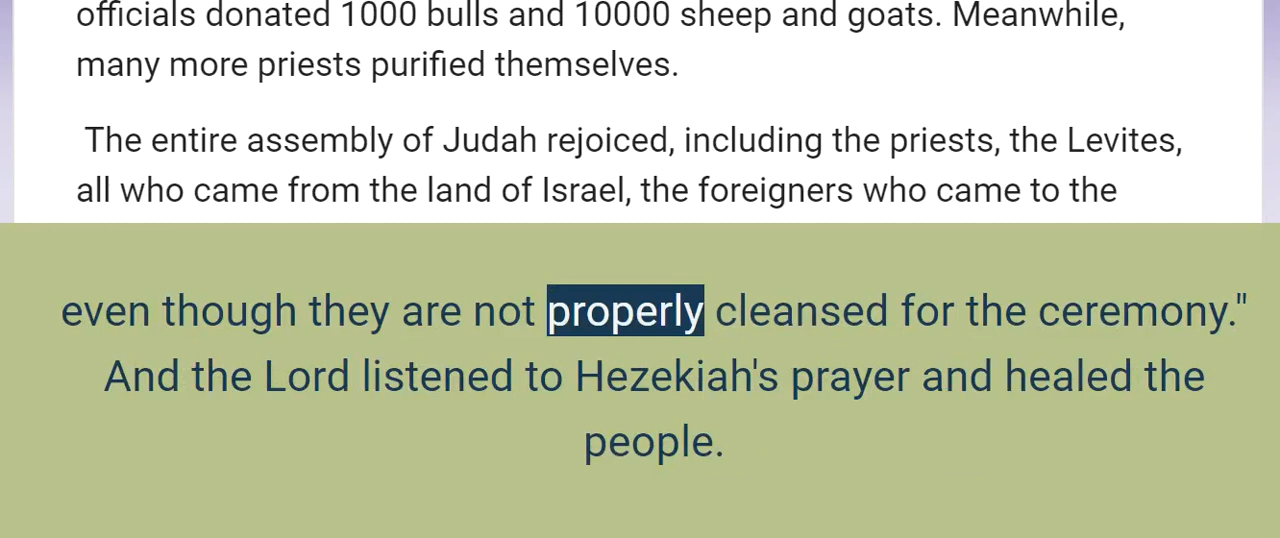 officials donated 1000 bulls and 10000 sheep and goats. Meanwhile,
many more priests purified themselves.
The entire assembly of Judah rejoiced, including the priests, the Levites,
all who came from the land of Israel, the foreigners who came to the
even though they are not properly cleansed for the ceremony."
And the Lord listened to Hezekiah's prayer and healed the
people.